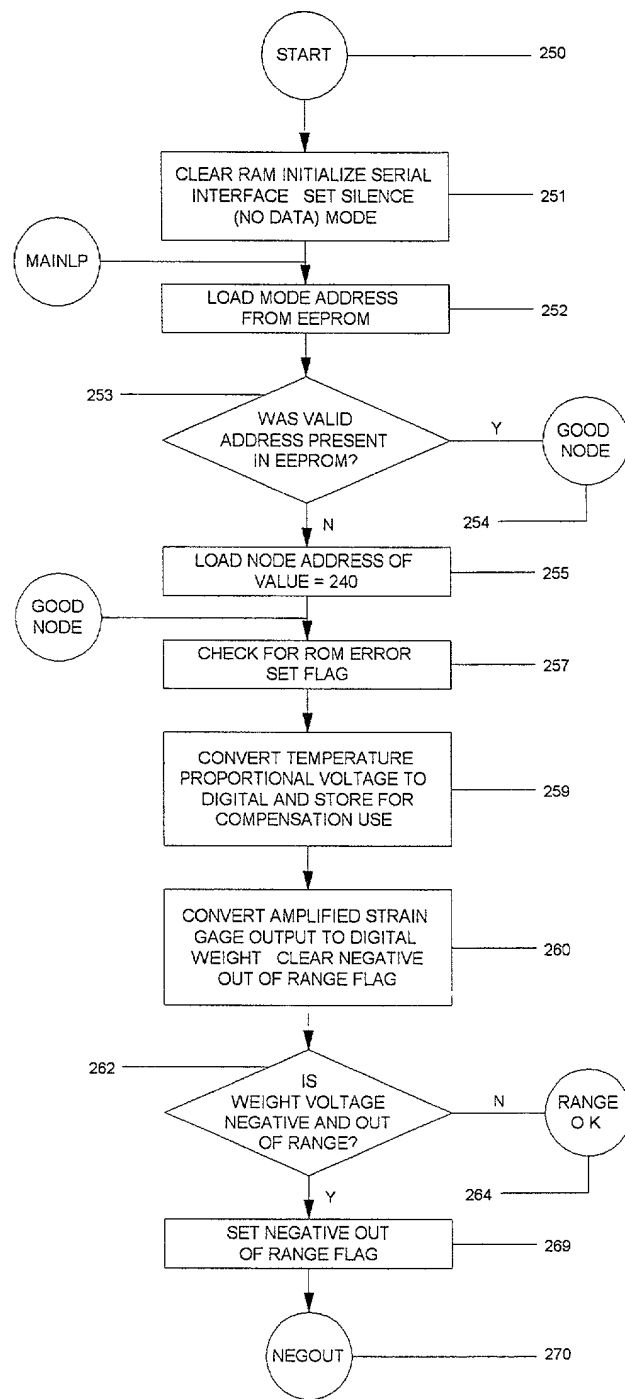 START
250
CLEAR RAM INITIALIZE SERIAL
INTERFACE SET SILENCE
(NO DATA) MODE
251
MAINLP
LOAD MODE ADDRESS
FROM EEPROM
252
253
WAS VALID
ADDRESS PRESENT
IN EEPROM?
Y
GOOD
NODE
254
N
LOAD NODE ADDRESS OF
VALUE = 240
255
GOOD
NODE
CHECK FOR ROM ERROR
SET FLAG
257
CONVERT TEMPERATURE
PROPORTIONAL VOLTAGE TO
DIGITAL AND STORE FOR
COMPENSATION USE
259
CONVERT AMPLIFIED STRAIN
GAGE OUTPUT TO DIGITAL
WEIGHT CLEAR NEGATIVE
OUT OF RANGE FLAG
260
262
IS
WEIGHT VOLTAGE
NEGATIVE AND OUT
OF RANGE?
N
RANGE
O K
264
Y
SET NEGATIVE OUT
OF RANGE FLAG
269
NEGOUT
270